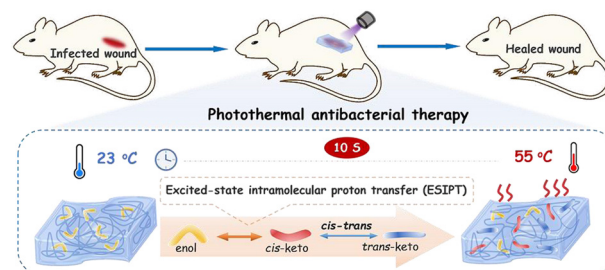 Infected wound
Healed wound
Photothermal antibacterial therapy
23 °C
10 S
55 °C
Excited-state intramolecular proton transfer (ESIPT)
cis-trans
enol
cis-keto
trans-keto